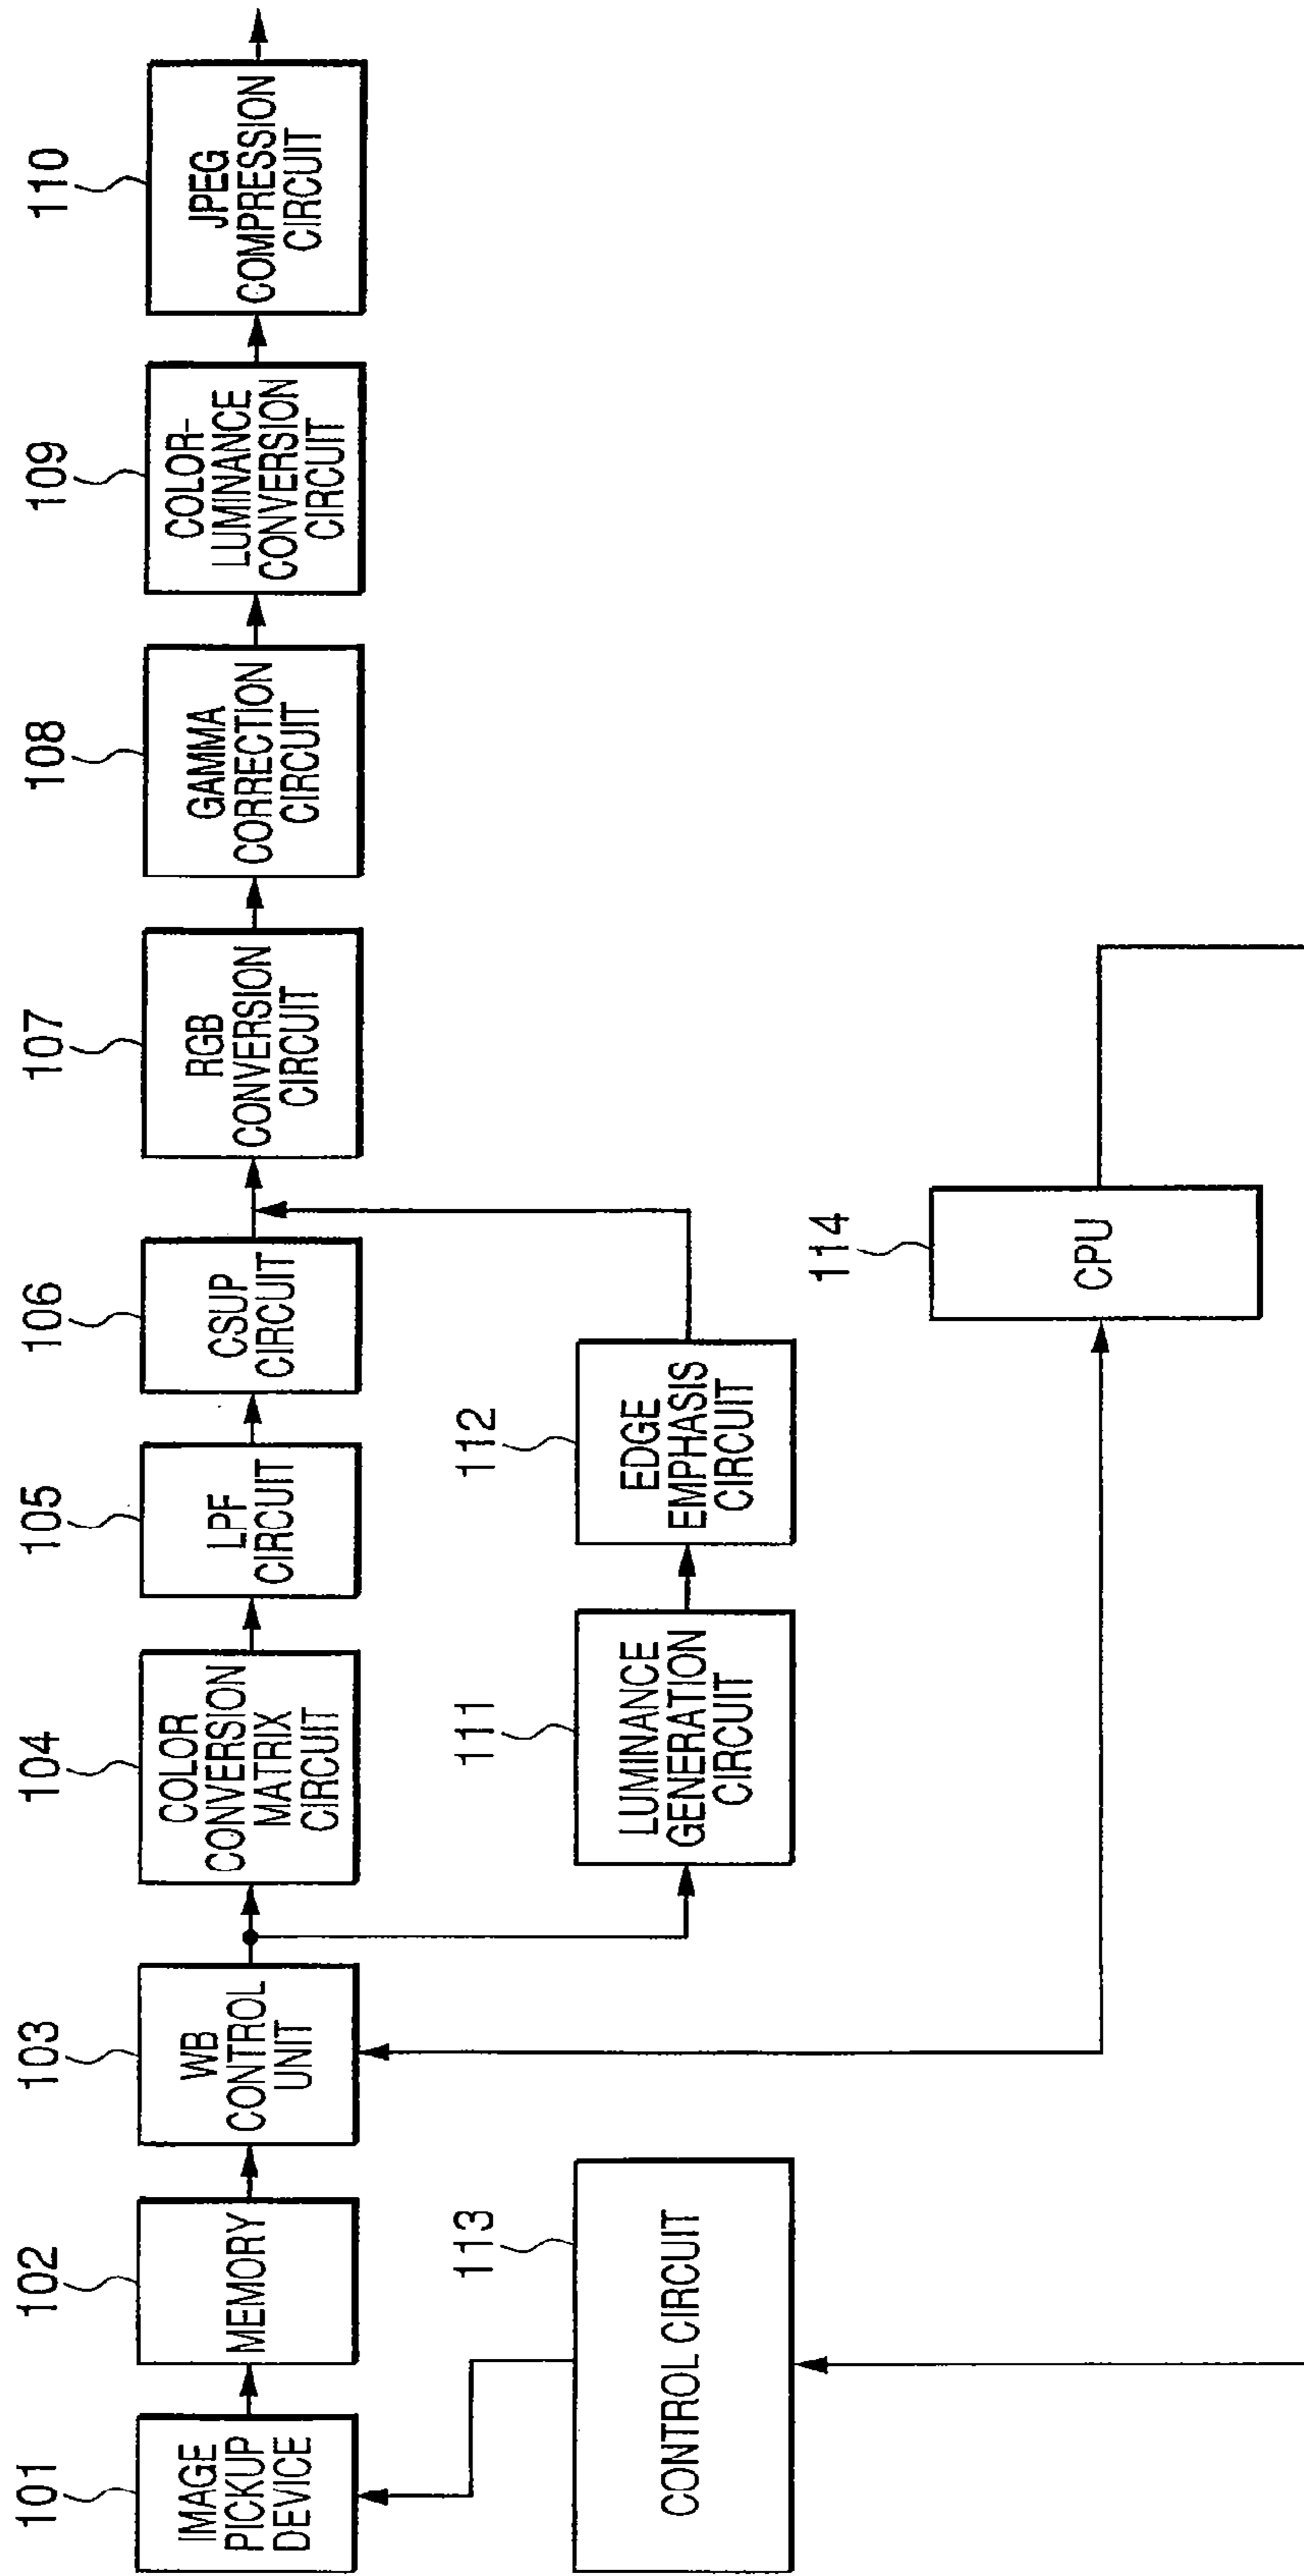 101
IMAGE
PICKUP
DEVICE
102
MEMORY
103
WB
CONTROL
UNIT
104
COLOR
CONVERSION
MATRIX
CIRCUIT
105
LPF
CIRCUIT
106
CSUP
CIRCUIT
107
RGB
CONVERSION
CIRCUIT
108
GAMMA
CORRECTION
CIRCUIT
109
COLOR-
LUMINANCE
CONVERSION
CIRCUIT
110
JPEG
COMPRESSION
CIRCUIT
111
LUMINANCE
GENERATION
CIRCUIT
112
EDGE
EMPHASIS
CIRCUIT
113
CONTROL CIRCUIT
114
CPU